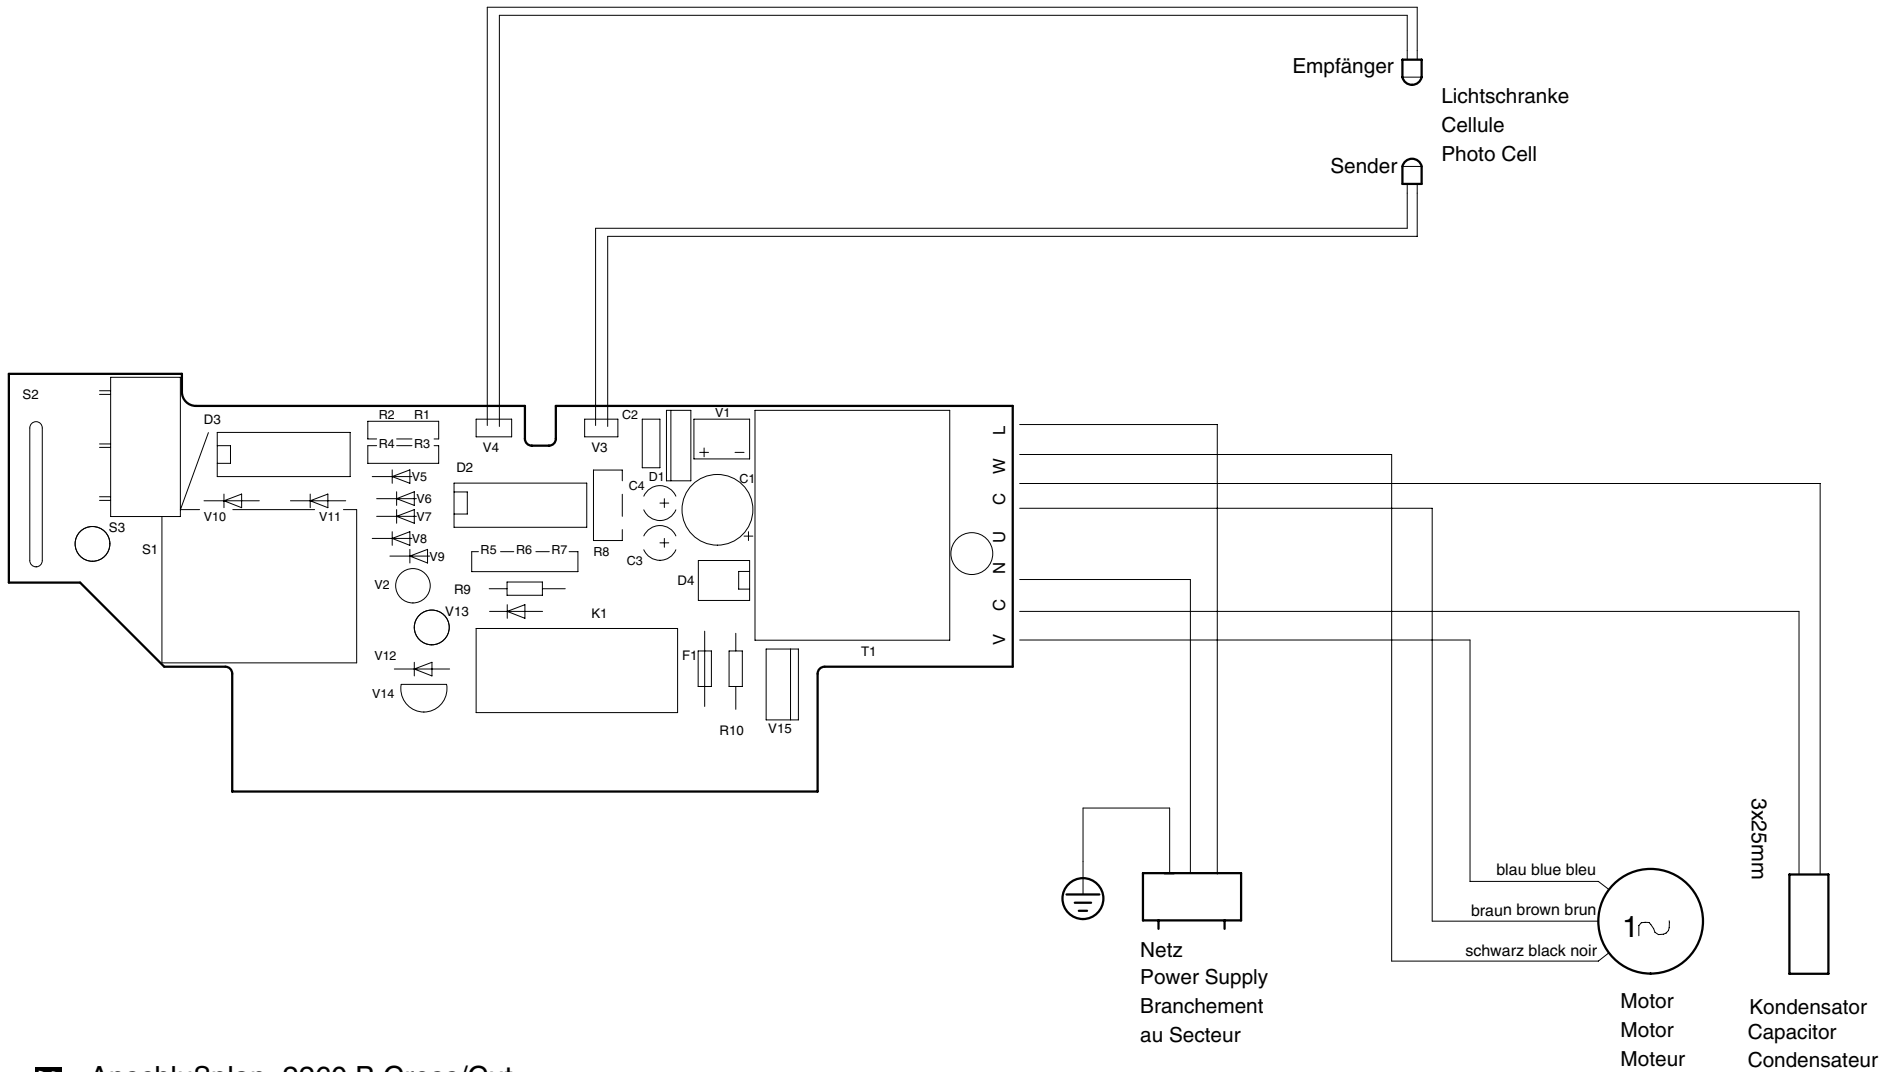 Empfänger
Lichtschranke
Cellule
Photo Cell
Sender
S2
D3
R2 R1
R4 R3
V4
V3
C2
V1
+ −
L
W
C
U
N
C
V
V5
V6
V7
V8
V9
D2
C4
D1
C1
+
+
+
V10
V11
S3
S1
R5 R6 R7
R8
C3
D4
V2
R9
V13
K1
V12
V14
F1
R10
V15
T1
3x25mm
blau blue bleu
braun brown brun
schwarz black noir
1
Netz
Power Supply
Branchement
au Secteur
Motor
Motor
Moteur
Kondensator
Capacitor
Condensateur